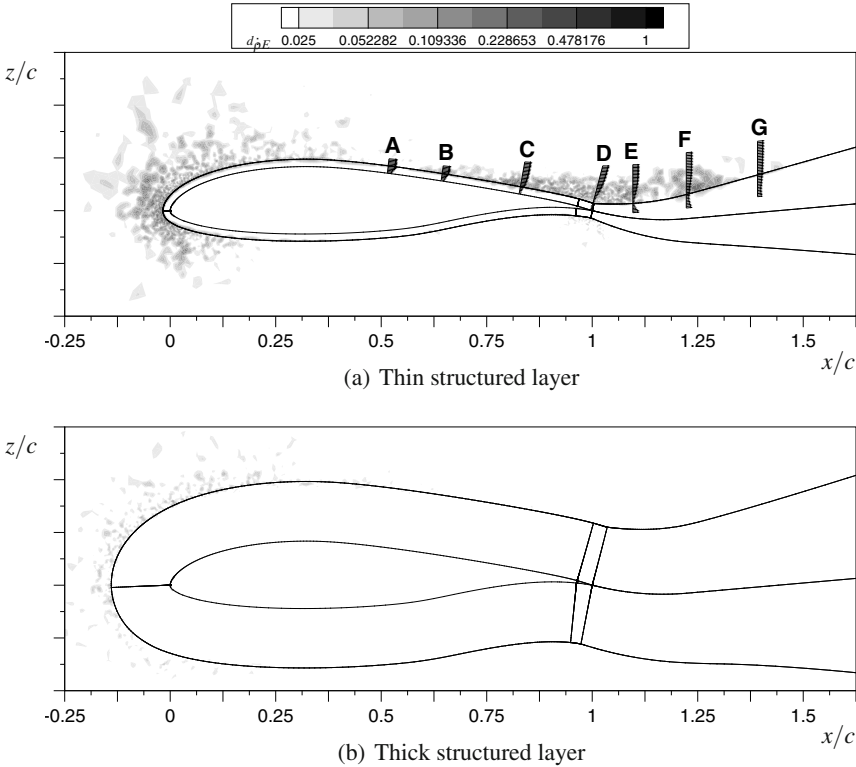 d_ρ̇E 0.025 0.052282 0.109336 0.228653 0.478176 1
z/c
A B C D E F G
-0.25 0 0.25 0.5 0.75 1 1.25 1.5
x/c
(a) Thin structured layer
z/c
-0.25 0 0.25 0.5 0.75 1 1.25 1.5
x/c
(b) Thick structured layer